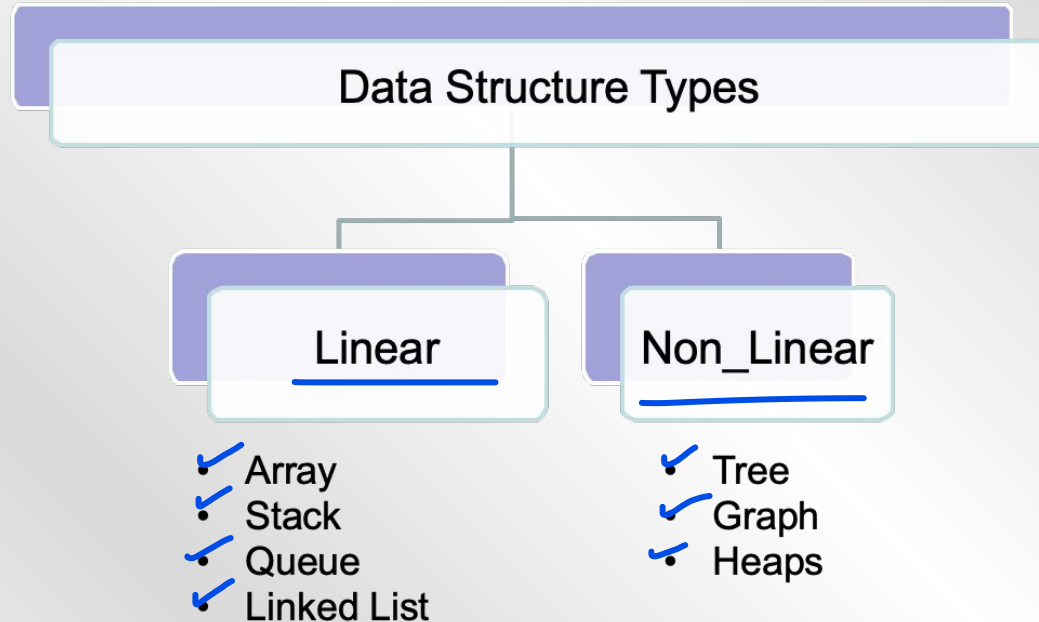 Data Structure Types
Linear
Non_Linear
• Array
• Stack
• Queue
• Linked List
• Tree
• Graph
• Heaps